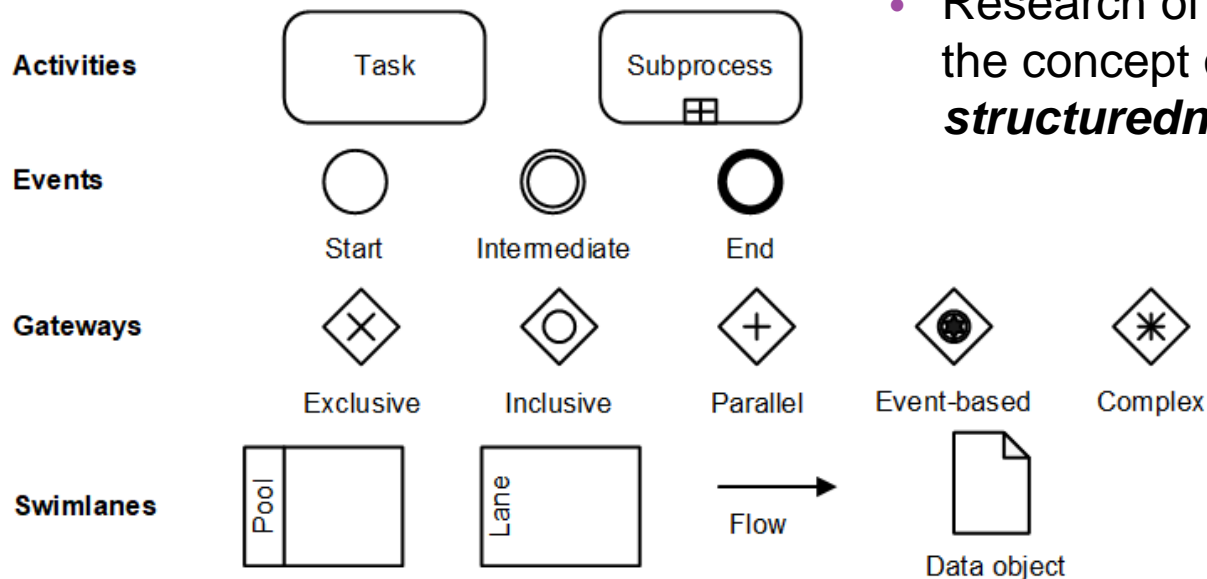 • Research of
the concept
structuredn
Activities
Task
Subprocess
Events
Start
Intermediate
End
Gateways
Exclusive
Inclusive
Parallel
Event-based
Complex
Swimlanes
Pool
Lane
Flow
Data object